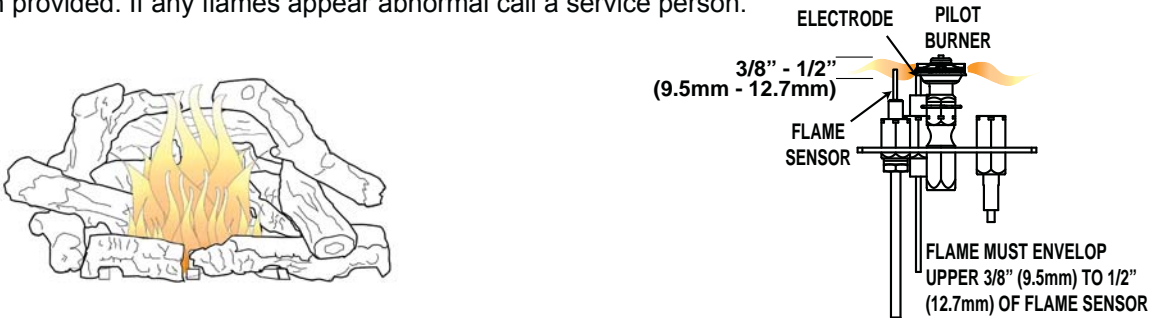 provided. If any flames appear abnormal call a service person.
ELECTRODE
PILOT
BURNER
3/8” - 1/2”
(9.5mm - 12.7mm)
FLAME
SENSOR
FLAME MUST ENVELOP
UPPER 3/8” (9.5mm) TO 1/2”
(12.7mm) OF FLAME SENSOR